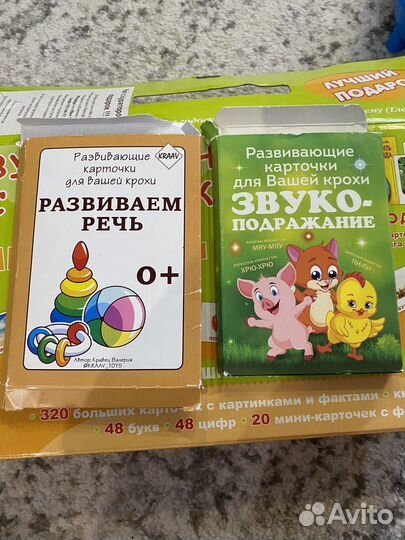 ЛУЧШИЙ
ПОДАРО
KRAAV
Развивающие
карточки
для вашей крохи
РАЗВИВАЕМ
РЕЧЬ
0+
Автор: Кравец Валерия
@KRAAV_TOYS
Развивающие
карточки
для Вашей крохи
ЗВУКО-
ПОДРАЖАНИЕ
МЯУ-МЯУ
ХРЮ-ХРЮ
ПИ-ПИ
320 больших карточек с картинками и фактами
48 букв • 48 цифр • 20 мини-карточек с ф
Avito